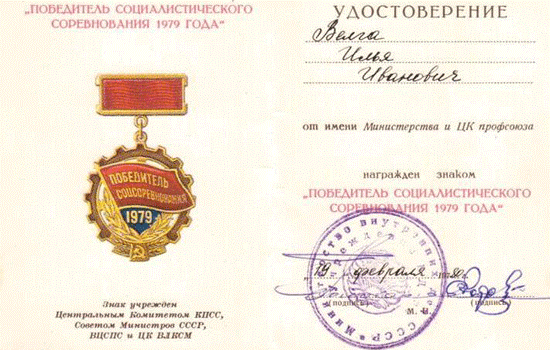 „ПОБЕДИТЕЛЬ СОЦИАЛИСТИЧЕСКОГО
СОРЕВНОВАНИЯ 1979 ГОДА“
ПОБЕДИТЕЛЬ
СОЦСОРЕВНОВАНИЯ
1979
Знак учрежден
Центральным Комитетом КПСС,
Советом Министров СССР,
ВЦСПС и ЦК ВЛКСМ
УДОСТОВЕРЕНИЕ
Велга
Илья
Иванович
от имени Министерства и ЦК профсоюза
награжден знаком
„ПОБЕДИТЕЛЬ СОЦИАЛИСТИЧЕСКОГО
СОРЕВНОВАНИЯ 1979 ГОДА“
19 февраля 1980
(подпись) (подпись)
М. П.